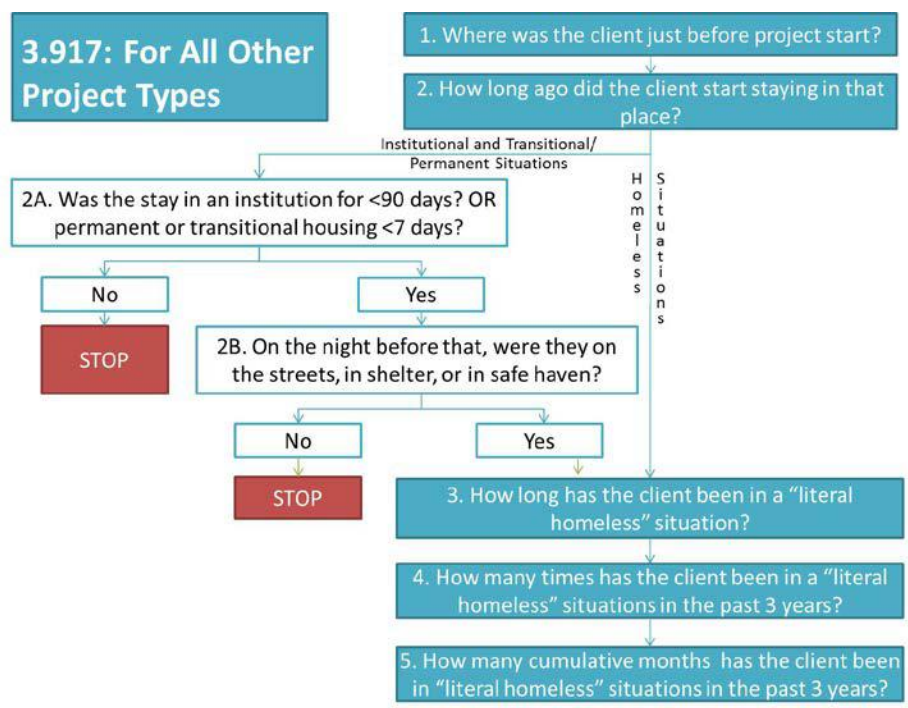 3.917: For All Other
Project Types
1. Where was the client just before project start?
2. How long ago did the client start staying in that
place?
Institutional and Transitional/
Permanent Situations
Homeless
Situations
2A. Was the stay in an institution for <90 days? OR
permanent or transitional housing <7 days?
No
Yes
STOP
2B. On the night before that, were they on
the streets, in shelter, or in safe haven?
No
Yes
STOP
3. How long has the client been in a “literal
homeless” situation?
4. How many times has the client been in a “literal
homeless” situations in the past 3 years?
5. How many cumulative months has the client been
in “literal homeless” situations in the past 3 years?